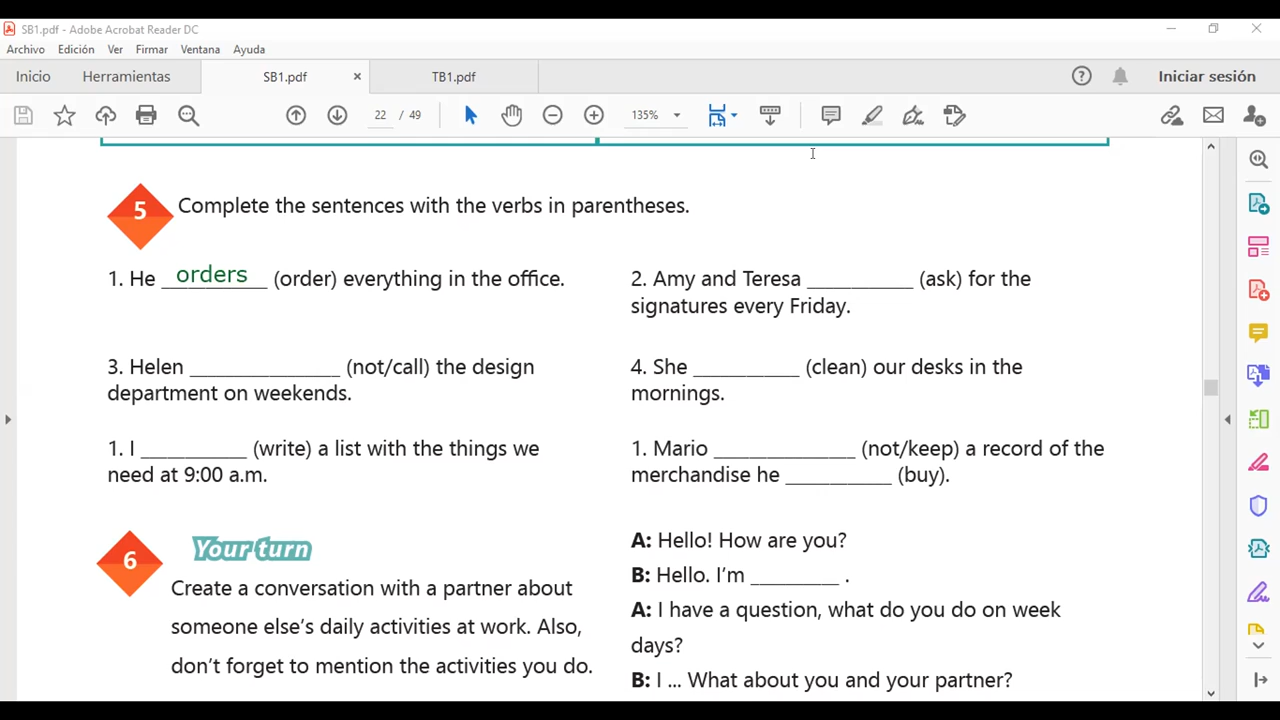 SB1.pdf - Adobe Acrobat Reader DC
Archivo Edición Ver Firmar Ventana Ayuda
Inicio Herramientas SB1.pdf × TB1.pdf Iniciar sesión
22 / 49 135%
5 Complete the sentences with the verbs in parentheses.
1. He orders (order) everything in the office.
2. Amy and Teresa __________ (ask) for the
signatures every Friday.
3. Helen ______________ (not/call) the design
department on weekends.
4. She __________ (clean) our desks in the
mornings.
1. I __________ (write) a list with the things we
need at 9:00 a.m.
1. Mario _____________ (not/keep) a record of the
merchandise he __________ (buy).
6 Your turn
Create a conversation with a partner about
someone else's daily activities at work. Also,
don't forget to mention the activities you do.
A: Hello! How are you?
B: Hello. I'm ________ .
A: I have a question, what do you do on week
days?
B: I ... What about you and your partner?